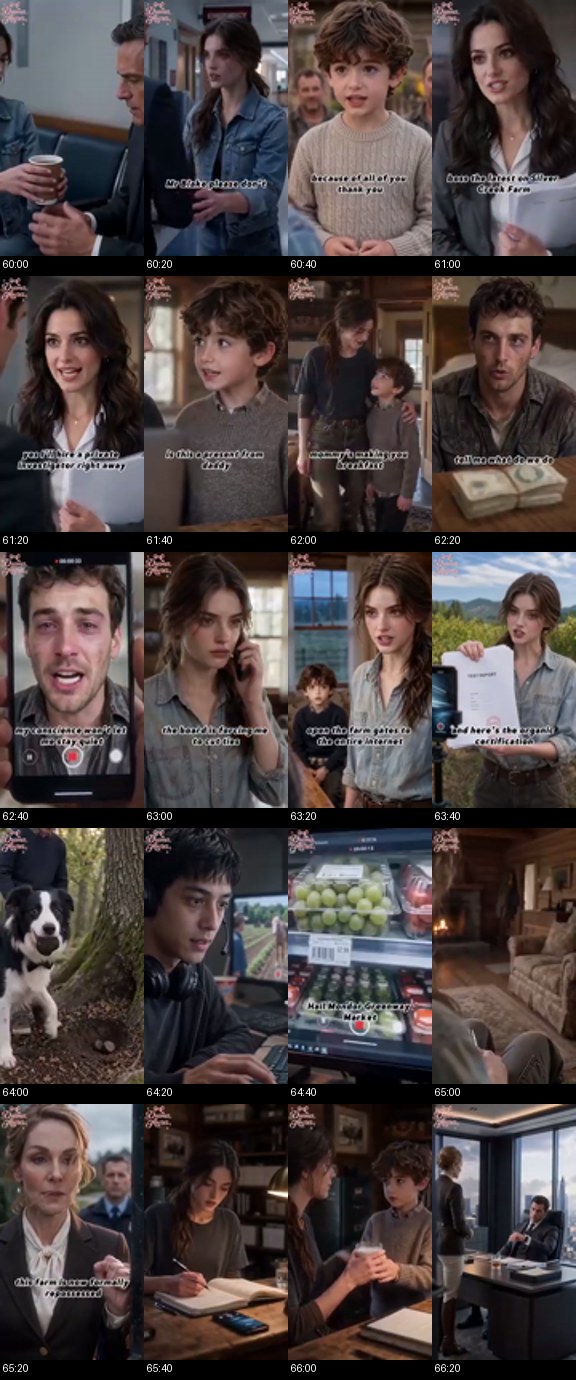 60:00
60:20
Mr Blake please don't
60:40
because of all of you
thank you
61:00
boss the latest on Silver
Creek Farm
61:20
yes i'll hire a private
investigator right away
61:40
is this a present from
daddy
62:00
mommy's making you
breakfast
62:20
tell me what do we do
62:40
my conscience won't let
me stay quiet
63:00
the board is forcing me
to cut ties
63:20
open the farm gates to
the entire internet
63:40
TEST REPORT
and here's the organic
certification
64:00
64:20
64:40
Market
65:00
65:20
this farm is now formally
repossessed
65:40
66:00
66:20